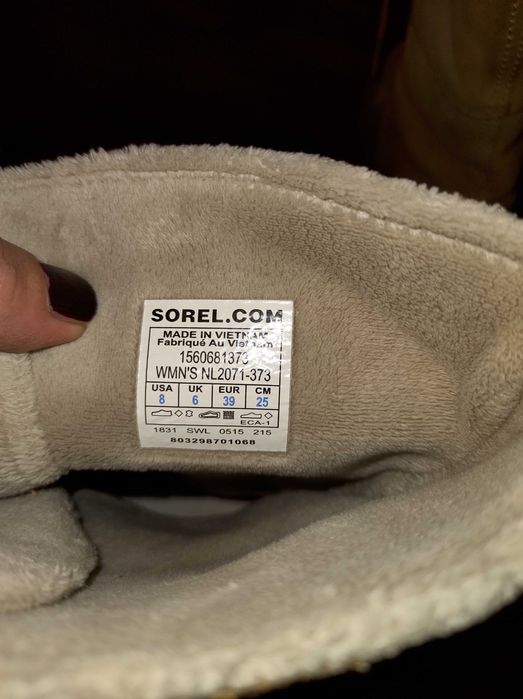 SOREL.COM
MADE IN VIETNAM
Fabriqué Au Vietnam
1560681373
WMN'S NL2071-373
USA UK EUR CM
8 6 39 25
ECA-1
1831 SWL 0515 215
803298701068